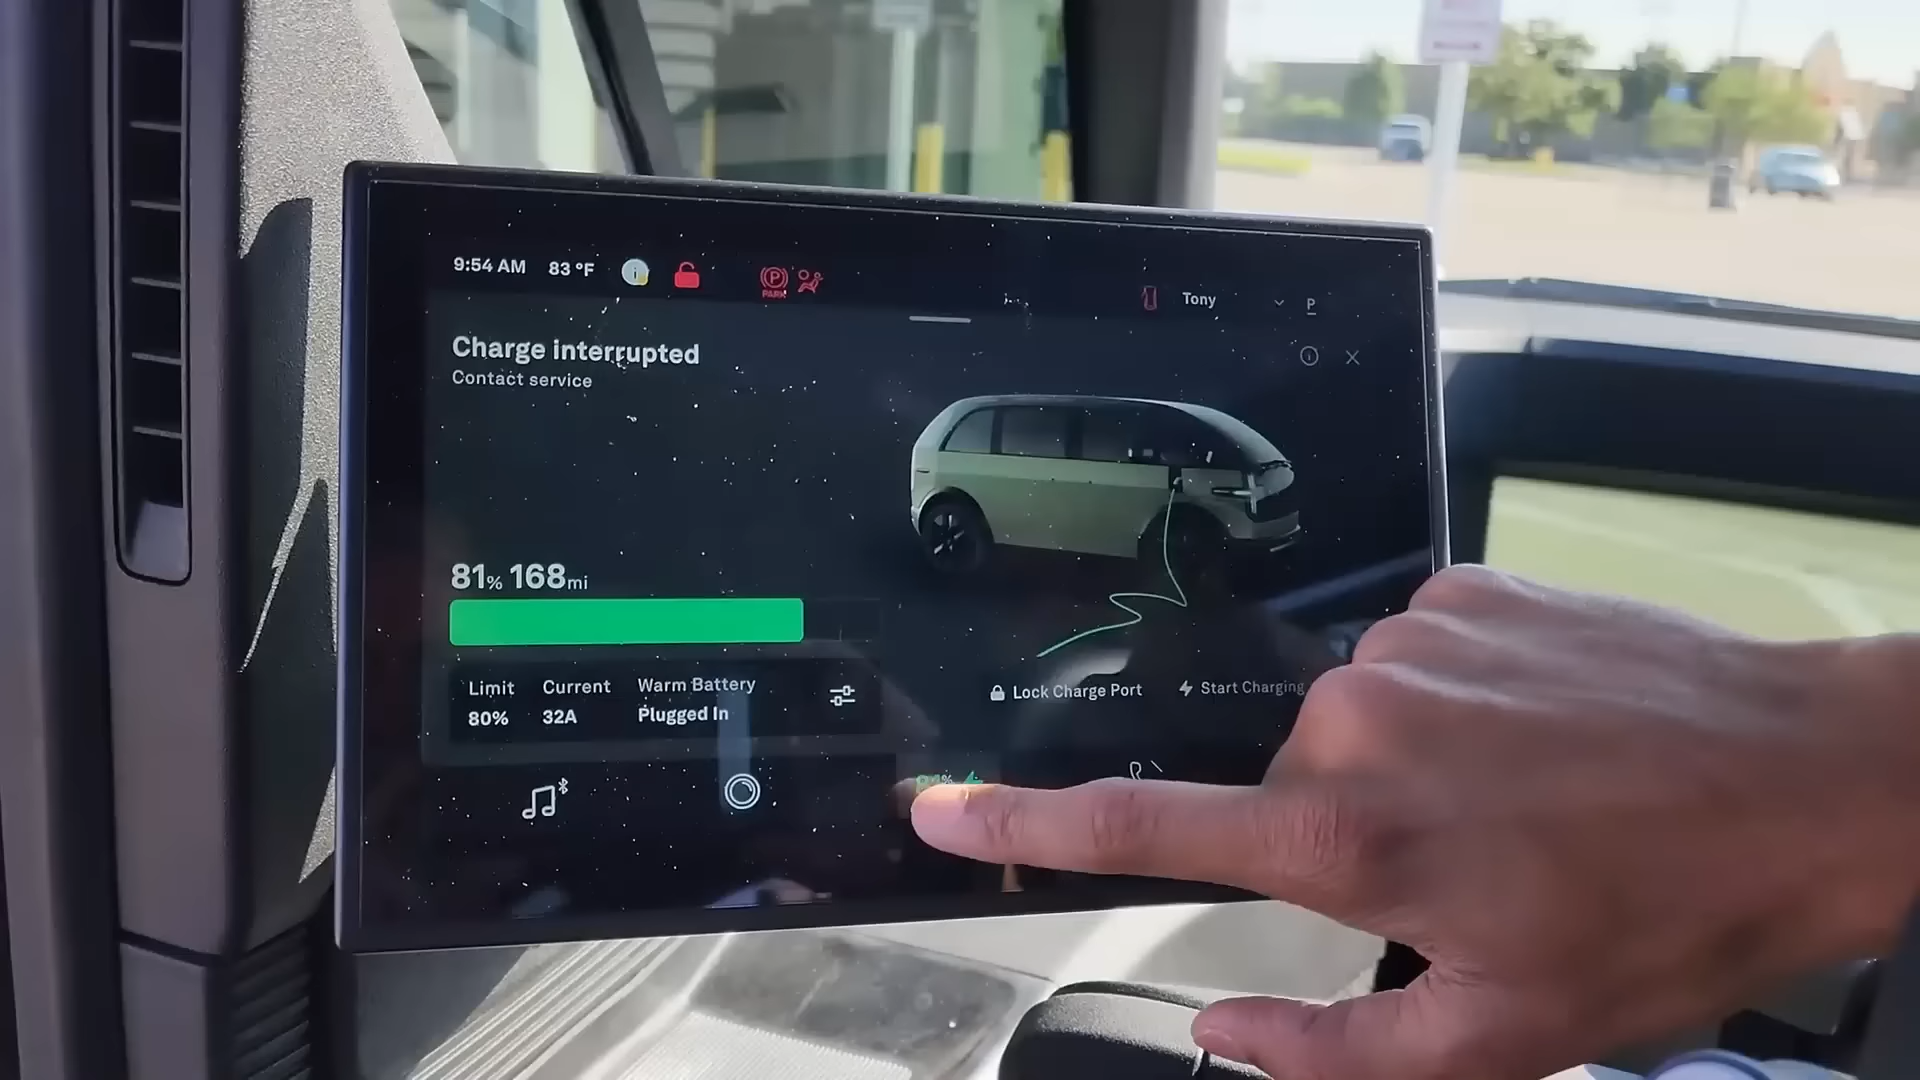 9:54 AM 83 °F
PARK
Tony P
Charge interrupted
Contact service
81% 168mi
Limit Current Warm Battery
80% 32A Plugged In
Lock Charge Port Start Charging